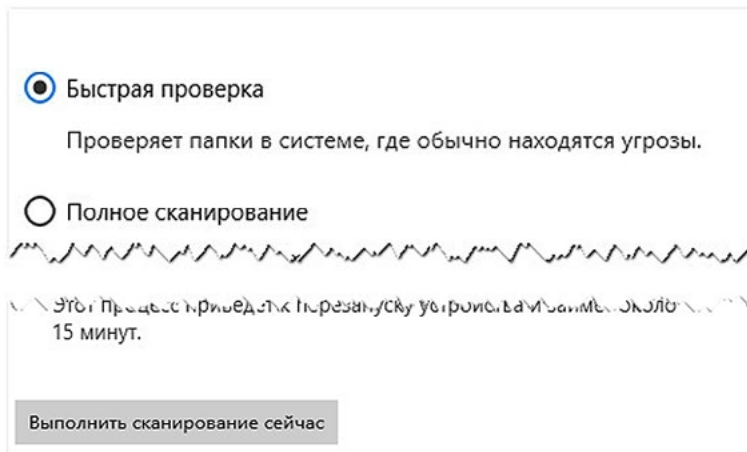 Быстрая проверка
Проверяет папки в системе, где обычно находятся угрозы.
Полное сканирование
Этот процесс приведет к перезапуску устройства и займет около
15 минут.
Выполнить сканирование сейчас